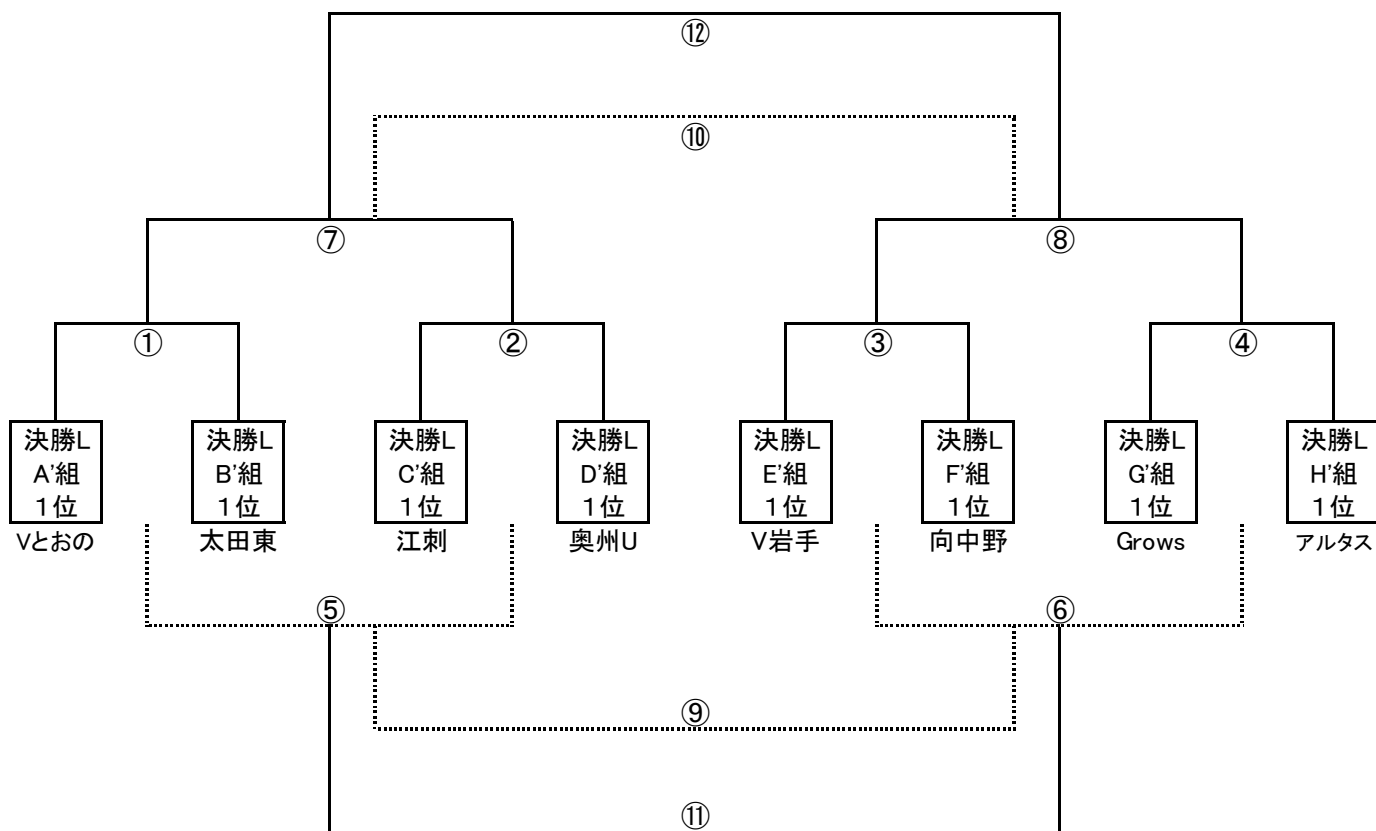 ⑫
⑩
⑦
⑧
①
②
③
④
決勝L
A'組
1位
Vとおの
決勝L
B'組
1位
太田東
決勝L
C'組
1位
江刺
決勝L
D'組
1位
奥州U
決勝L
E'組
1位
V岩手
決勝L
F'組
1位
向中野
決勝L
G'組
1位
Grows
決勝L
H'組
1位
アルタス
⑤
⑥
⑨
⑪